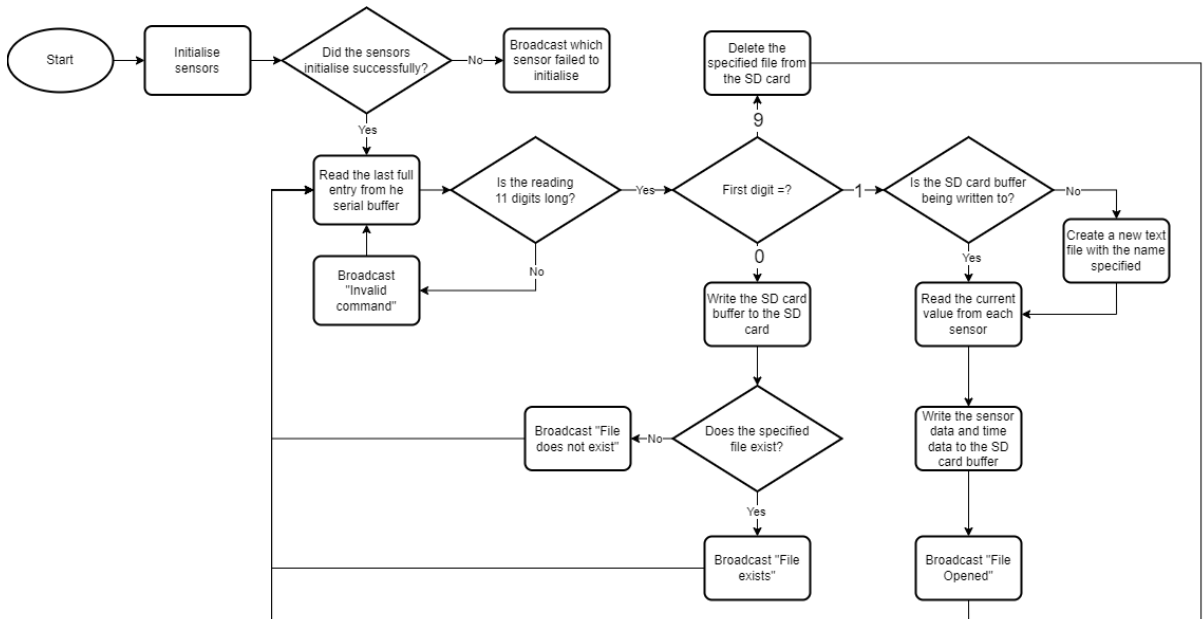 Start
Initialise
sensors
Did the sensors
initialise successfully?
No
Broadcast which
sensor failed to
initialise
Yes
Delete the
specified file from
the SD card
9
Read the last full
entry from he
serial buffer
Is the reading
11 digits long?
Yes
First digit =?
1
Is the SD card buffer
being written to?
No
Create a new text
file with the name
specified
No
Broadcast
"Invalid
command"
0
Yes
Write the SD card
buffer to the SD
card
Read the current
value from each
sensor
Broadcast "File
does not exist"
No
Does the specified
file exist?
Write the sensor
data and time
data to the SD
card buffer
Yes
Broadcast "File
exists"
Broadcast "File
Opened"